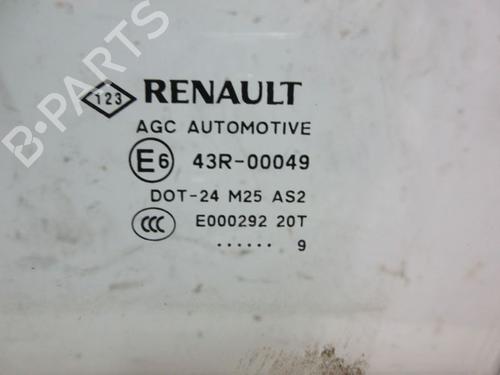 B-PARTS
123 RENAULT
AGC AUTOMOTIVE
E6 43R-00049
DOT-24 M25 AS2
CCC E000292 20T
...... 9